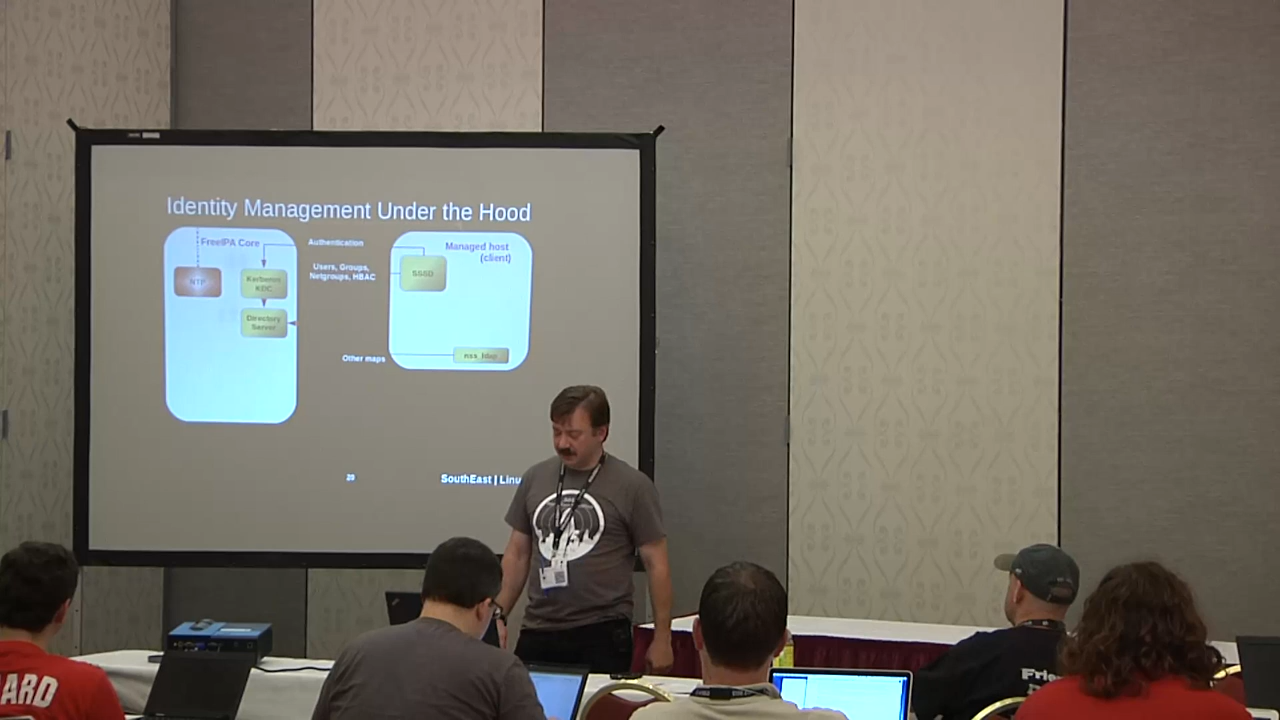 Identity Management Under the Hood
FreeIPA Core
Authentication
Managed host
(client)
Users, Groups,
Netgroups, HBAC
SSSD
NTP
Kerberos
KDC
Directory
Server
Other maps
nss_ldap
20
SouthEast | Linu
ARD